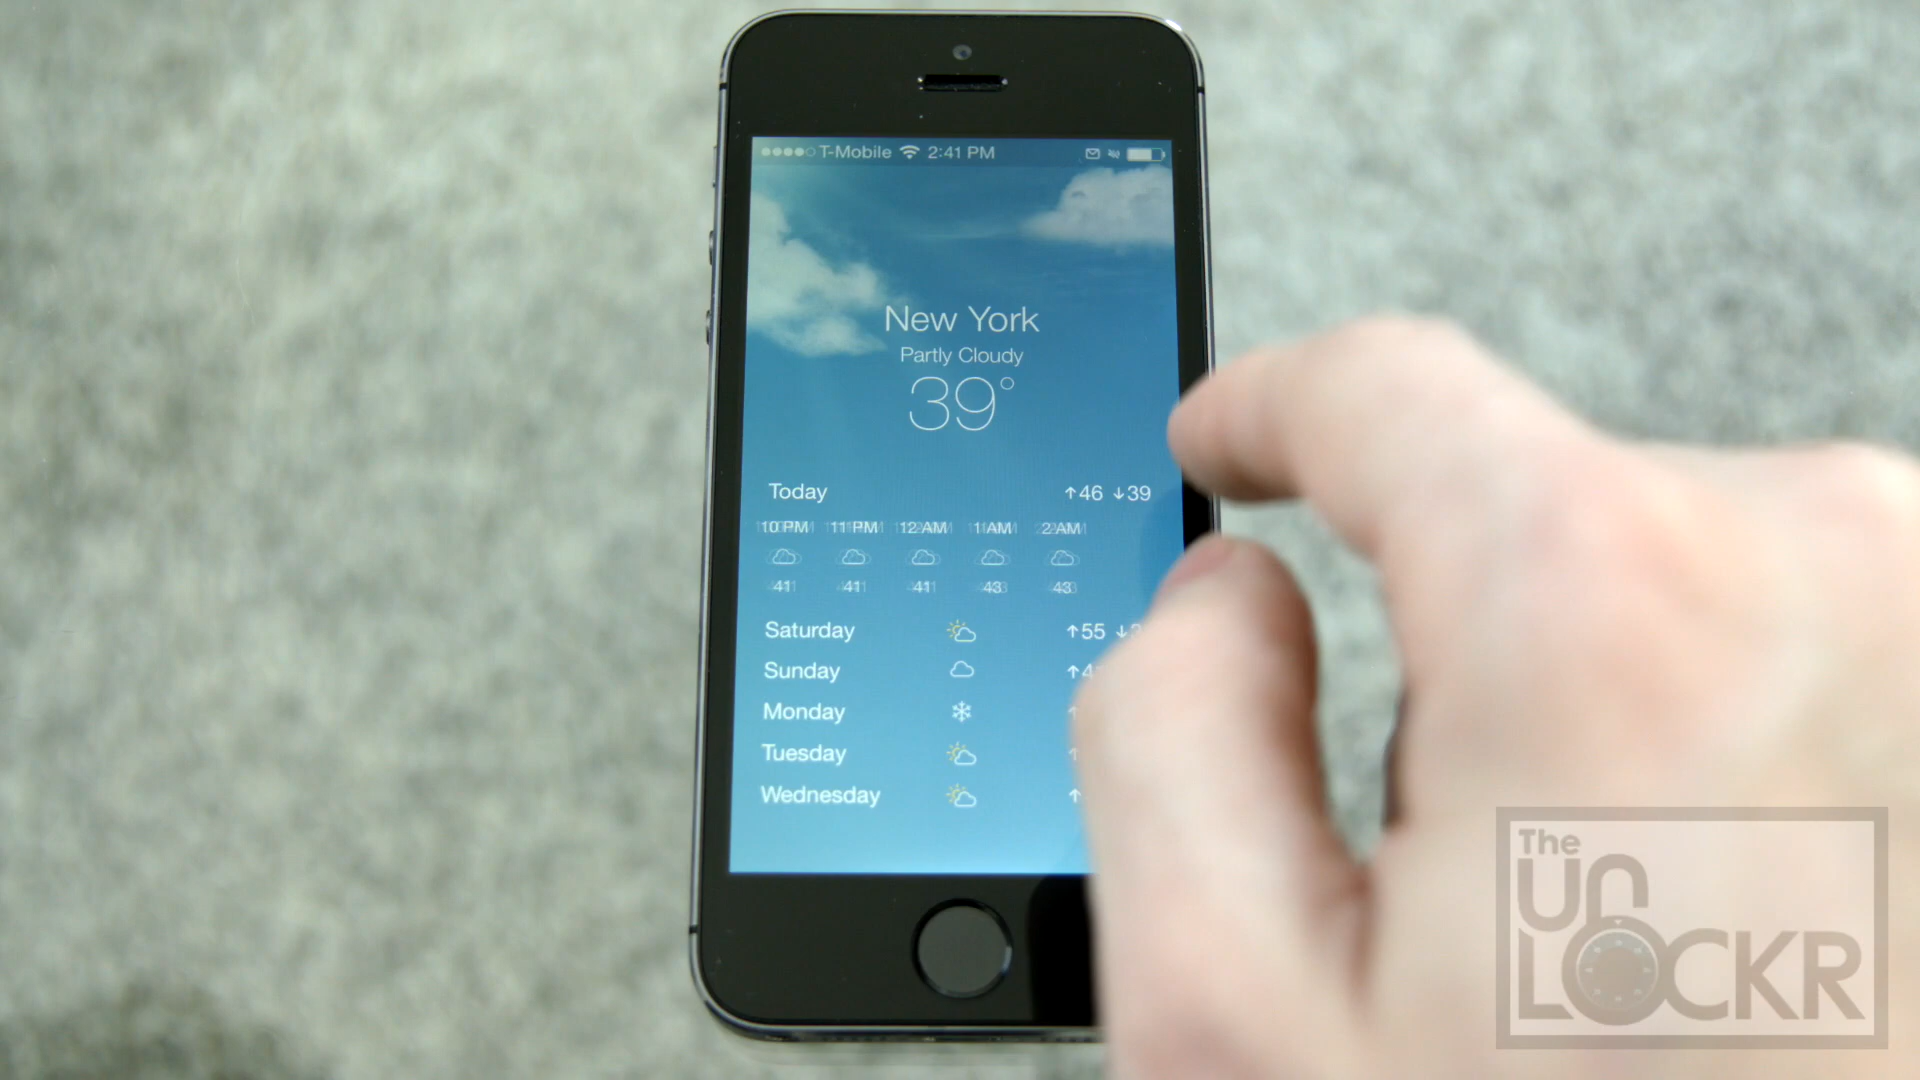 T-Mobile 2:41 PM
New York
Partly Cloudy
39°
Today ↑46 ↓39
10 PM 11 PM 12 AM 1 AM 2 AM
41 41 41 43 43
Saturday ↑55
Sunday
Monday
Tuesday
Wednesday
The
UN
LOCKR